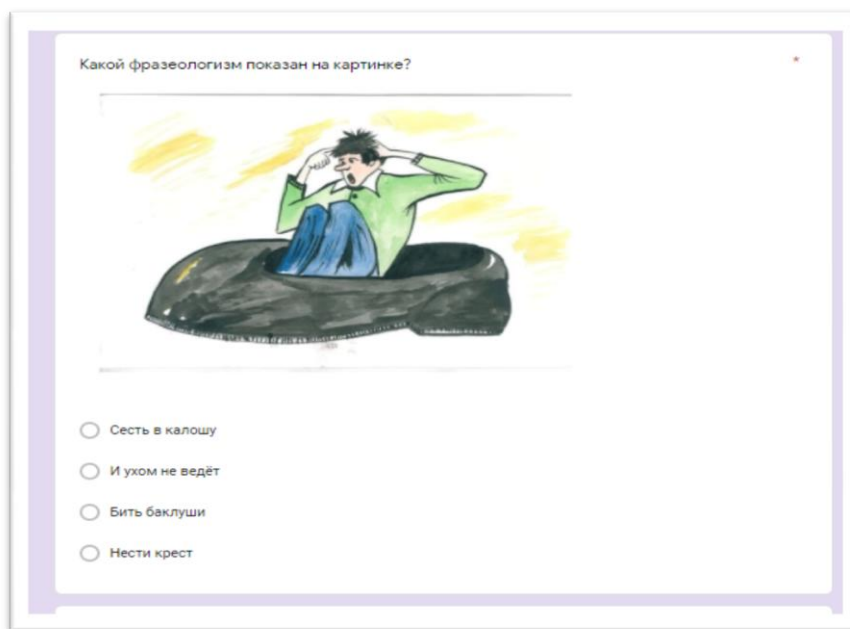 Какой фразеологизм показан на картинке? *
Сесть в калошу
И ухом не ведёт
Бить баклуши
Нести крест